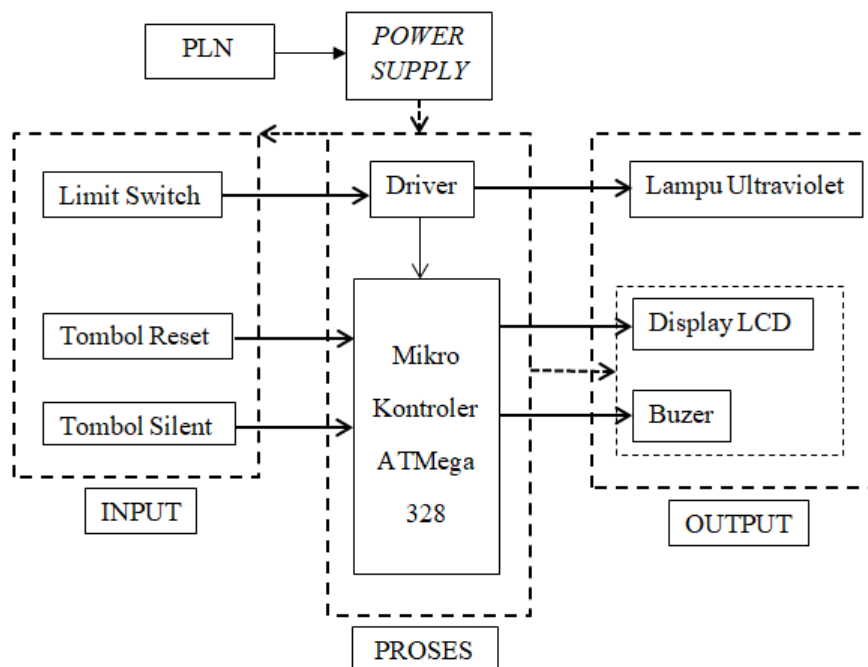 PLN
POWER
SUPPLY
Limit Switch
Driver
Lampu Ultraviolet
Tombol Reset
Display LCD
Mikro
Kontroler
ATMega
328
Tombol Silent
Buzer
INPUT
OUTPUT
PROSES